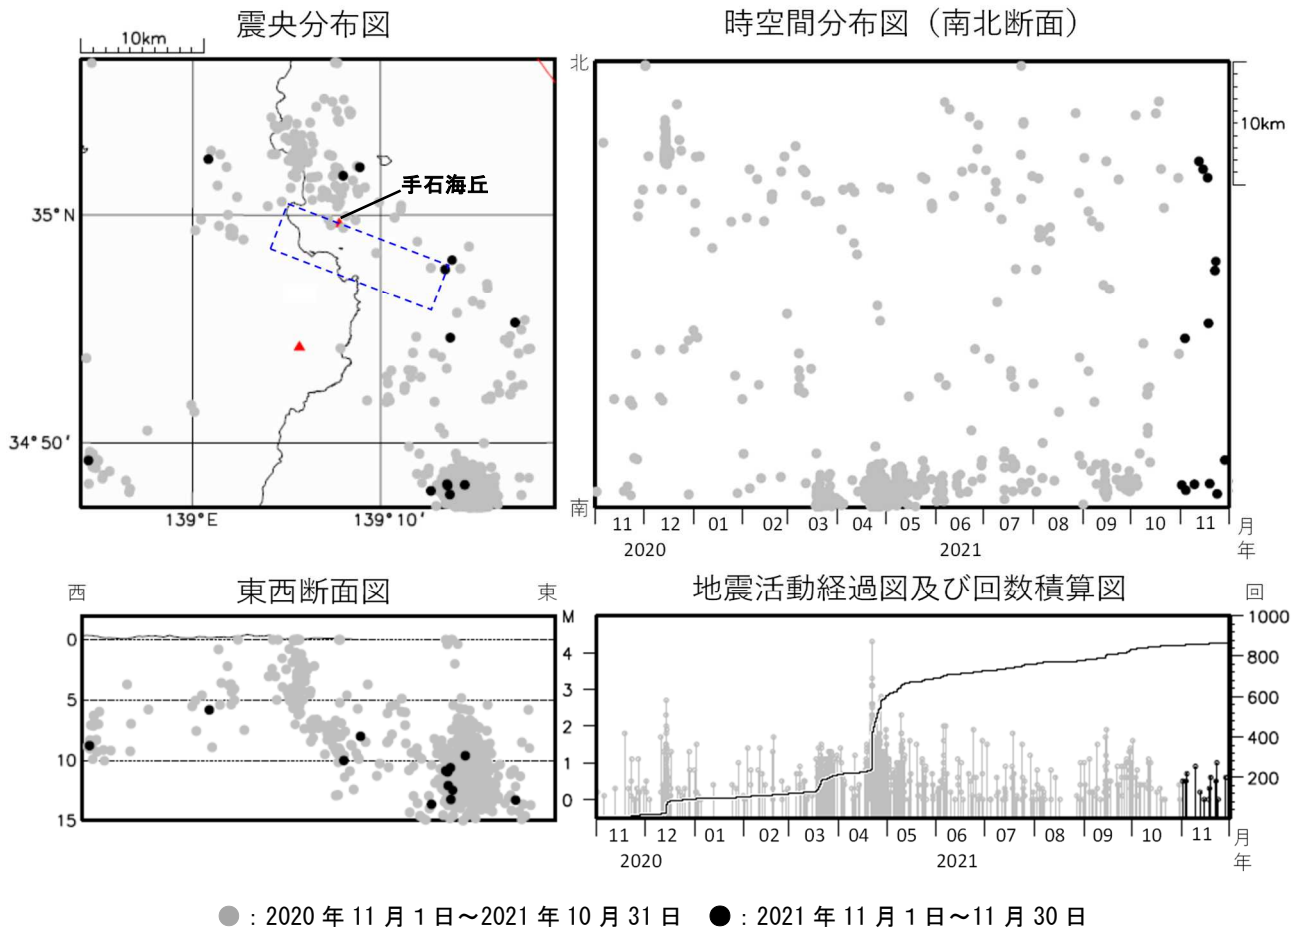 震央分布図
10km
手石海丘
35°N
34°50′
139°E
139°10′
時空間分布図（南北断面）
北
10km
南
11 12 01 02 03 04 05 06 07 08 09 10 11 月
2020 2021 年
東西断面図
西 東
0
5
10
15
地震活動経過図及び回数積算図
M 回
4
3
2
1
0
1000
800
600
400
200
11 12 01 02 03 04 05 06 07 08 09 10 11 月
2020 2021 年
：2020 年 11 月 1 日～2021 年 10 月 31 日 ：2021 年 11 月 1 日～11 月 30 日